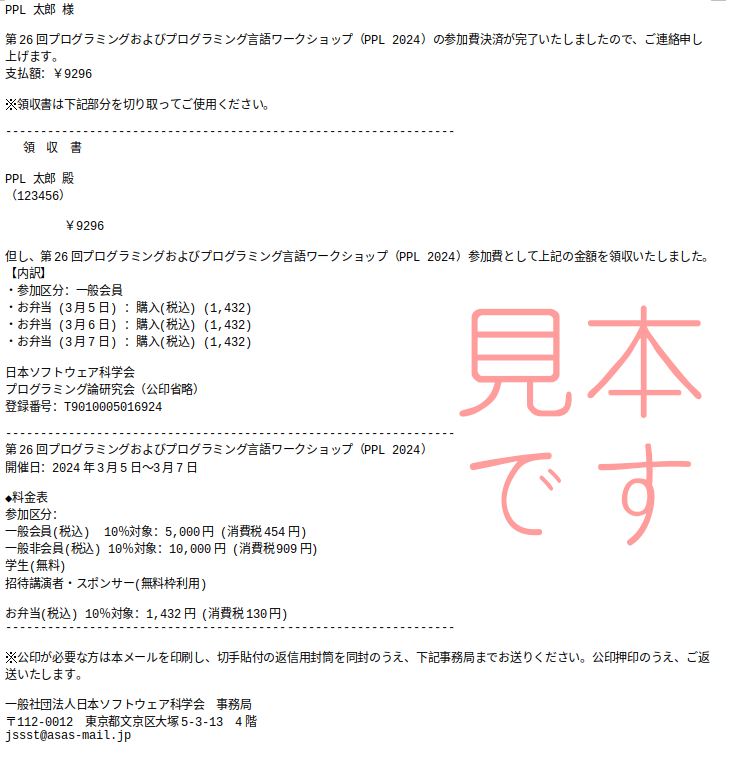 PPL 太郎 様
第26回プログラミングおよびプログラミング言語ワークショップ（PPL 2024）の参加費決済が完了いたしましたので、ご連絡申し
上げます。
支払額：￥9296
※領収書は下記部分を切り取ってご使用ください。
----------------------------------------------------------------
領　収　書
PPL 太郎 殿
（123456）
￥9296
但し、第26回プログラミングおよびプログラミング言語ワークショップ（PPL 2024）参加費として上記の金額を領収いたしました。
【内訳】
・参加区分：一般会員
・お弁当 (3月5日) ：購入(税込) (1,432)
・お弁当 (3月6日) ：購入(税込) (1,432)
・お弁当 (3月7日) ：購入(税込) (1,432)
見本
です
日本ソフトウェア科学会
プログラミング論研究会（公印省略）
登録番号：T9010005016924
----------------------------------------------------------------
第26回プログラミングおよびプログラミング言語ワークショップ（PPL 2024）
開催日：2024年3月5日～3月7日
◆料金表
参加区分：
一般会員(税込)　10％対象：5,000円 (消費税454円)
一般非会員(税込) 10％対象：10,000円 (消費税909円)
学生(無料)
招待講演者・スポンサー(無料枠利用)
お弁当(税込) 10％対象：1,432円 (消費税130円)
----------------------------------------------------------------
※公印が必要な方は本メールを印刷し、切手貼付の返信用封筒を同封のうえ、下記事務局までお送りください。公印押印のうえ、ご返
送いたします。
一般社団法人日本ソフトウェア科学会　事務局
〒112-0012　東京都文京区大塚5-3-13　4階
jssst@asas-mail.jp